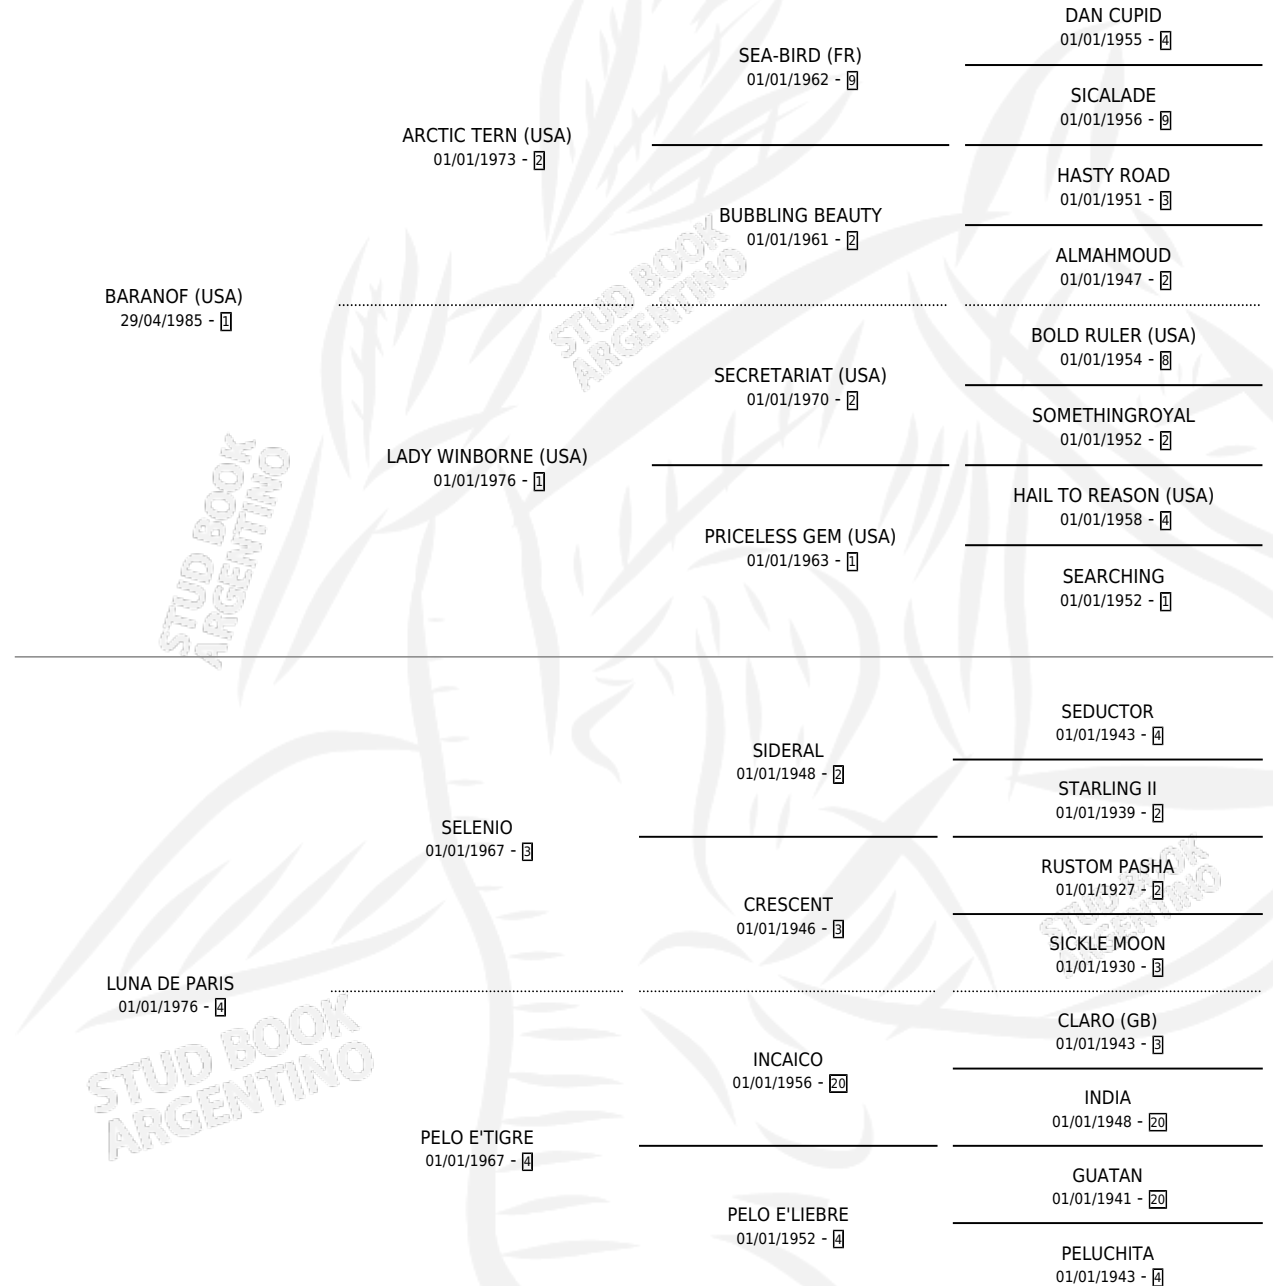 DAN CUPID
01/01/1955 - 4
SEA-BIRD (FR)
01/01/1962 - 9
SICALADE
01/01/1956 - 9
ARCTIC TERN (USA)
01/01/1973 - 2
HASTY ROAD
01/01/1951 - 3
BUBBLING BEAUTY
01/01/1961 - 2
ALMAHMOUD
01/01/1947 - 2
BARANOF (USA)
29/04/1985 - 1
BOLD RULER (USA)
01/01/1954 - 8
SECRETARIAT (USA)
01/01/1970 - 2
SOMETHINGROYAL
01/01/1952 - 2
LADY WINBORNE (USA)
01/01/1976 - 1
HAIL TO REASON (USA)
01/01/1958 - 4
PRICELESS GEM (USA)
01/01/1963 - 1
SEARCHING
01/01/1952 - 1
STUD BOOK
ARGENTINO
STUD BOOK
ARGENTINO
SEDUCTOR
01/01/1943 - 4
SIDERAL
01/01/1948 - 2
STARLING II
01/01/1939 - 2
SELENIO
01/01/1967 - 3
RUSTOM PASHA
01/01/1927 - 2
CRESCENT
01/01/1946 - 3
SICKLE MOON
01/01/1930 - 3
LUNA DE PARIS
01/01/1976 - 4
CLARO (GB)
01/01/1943 - 3
INCAICO
01/01/1956 - 20
INDIA
01/01/1948 - 20
PELO E'TIGRE
01/01/1967 - 4
GUATAN
01/01/1941 - 20
PELO E'LIEBRE
01/01/1952 - 4
PELUCHITA
01/01/1943 - 4
STUD BOOK
ARGENTINO
STUD BOOK
ARGENTINO